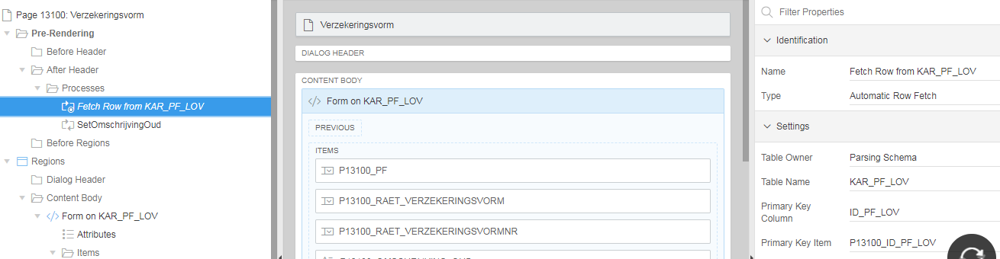 Page 13100: Verzekeringsvorm
Pre-Rendering
Before Header
After Header
Processes
Fetch Row from KAR_PF_LOV
SetOmschrijvingOud
Before Regions
Regions
Dialog Header
Content Body
Form on KAR_PF_LOV
Attributes
Items
Verzekeringsvorm
DIALOG HEADER
CONTENT BODY
Form on KAR_PF_LOV
PREVIOUS
ITEMS
P13100_PF
P13100_RAET_VERZEKERINGSVORM
P13100_RAET_VERZEKERINGSVORMNR
Filter Properties
Identification
Name Fetch Row from KAR_PF_LOV
Type Automatic Row Fetch
Settings
Table Owner Parsing Schema
Table Name KAR_PF_LOV
Primary Key
Column ID_PF_LOV
Primary Key Item P13100_ID_PF_LOV